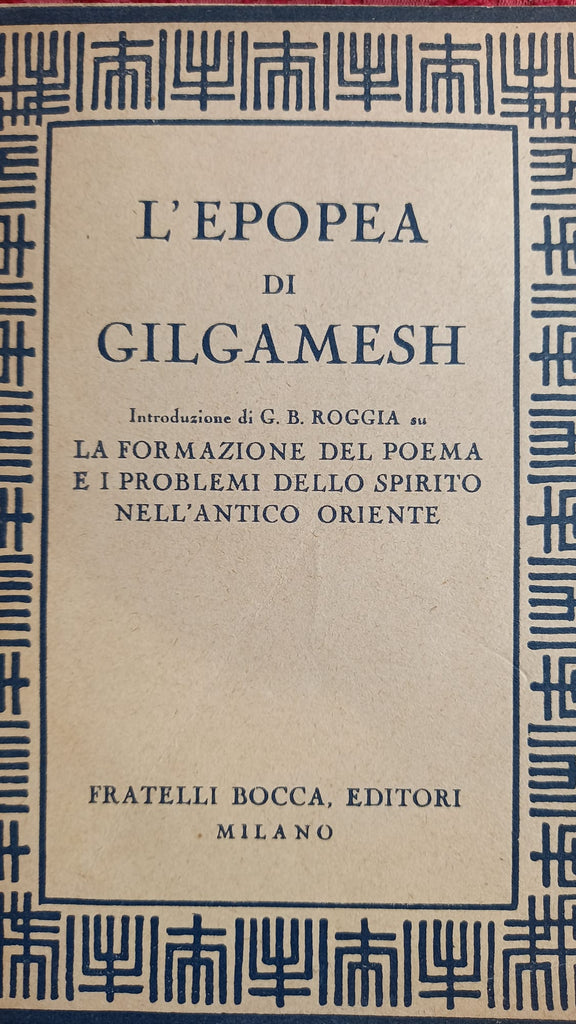 L'EPOPEA
DI
GILGAMESH
Introduzione di G. B. ROGGIA su
LA FORMAZIONE DEL POEMA
E I PROBLEMI DELLO SPIRITO
NELL'ANTICO ORIENTE
FRATELLI BOCCA, EDITORI
MILANO